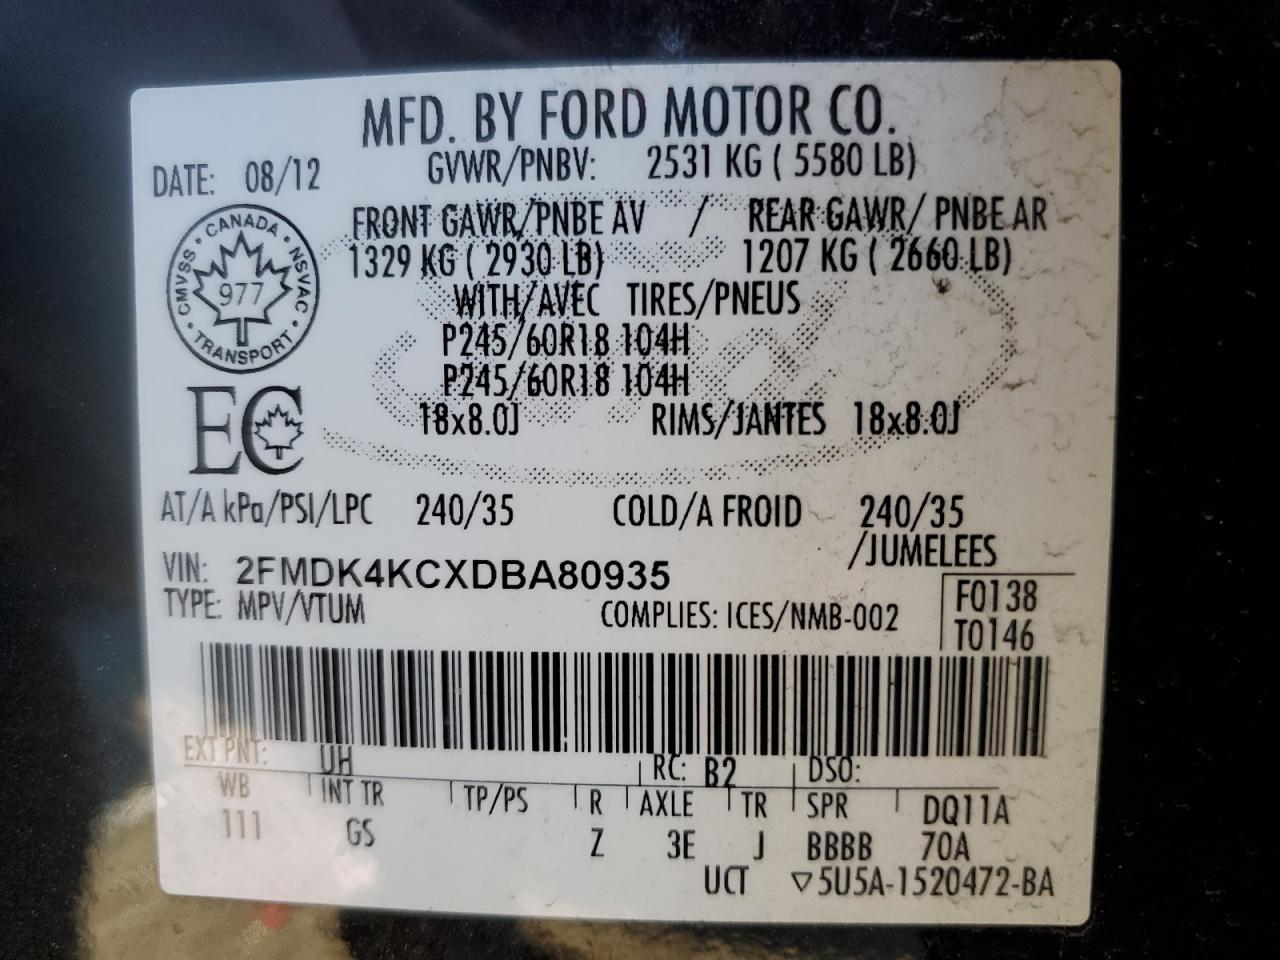 MFD. BY FORD MOTOR CO.
DATE: 08/12
GVWR/PNBV: 2531 KG ( 5580 LB)
FRONT GAWR/PNBE AV / REAR GAWR/ PNBE AR
1329 KG ( 2930 LB) 1207 KG ( 2660 LB)
WITH/AVEC TIRES/PNEUS
P245/60R18 104H
P245/60R18 104H
18x8.0J RIMS/JANTES 18x8.0J
CANADA · NSVAC · TRANSPORT · CMVSS ·
977
EC
AT/A kPa/PSI/LPC 240/35 COLD/A FROID 240/35
/JUMELEES
VIN: 2FMDK4KCXDBA80935
TYPE: MPV/VTUM COMPLIES: ICES/NMB-002
F0138
T0146
EXT PNT: UH RC: B2 DSO:
WB INT TR TP/PS R AXLE TR SPR DQ11A
111 GS Z 3E J BBBB 70A
UCT ▽5U5A-1520472-BA